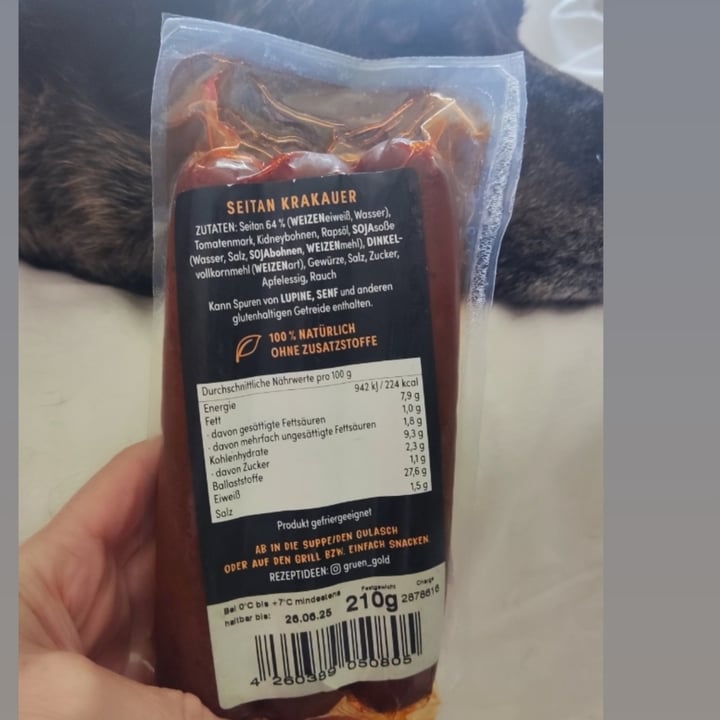 SEITAN KRAKAUER
ZUTATEN: Seitan 64 % (WEIZENeiweiß, Wasser),
Tomatenmark, Kidneybohnen, Rapsöl, SOJAsoße
(Wasser, Salz, SOJAbohnen, WEIZENmehl), DINKEL-
vollkornmehl (WEIZENart), Gewürze, Salz, Zucker,
Apfelessig, Rauch
Kann Spuren von LUPINE, SENF und anderen
glutenhaltigen Getreide enthalten.
100 % NATÜRLICH
OHNE ZUSATZSTOFFE
Durchschnittliche Nährwerte pro 100 g
Energie 942 kJ / 224 kcal
Fett 7,9 g
- davon gesättigte Fettsäuren 1,0 g
- davon mehrfach ungesättigte Fettsäuren 1,8 g
Kohlenhydrate 9,3 g
- davon Zucker 2,3 g
Ballaststoffe 1,1 g
Eiweiß 27,6 g
Salz 1,5 g
Produkt gefriergeeignet
AB IN DIE SUPPE/DEN GULASCH
ODER AUF DEN GRILL BZW. EINFACH SNACKEN
REZEPTIDEEN: gruen_gold
Bei 0°C bis +7°C mindestens
haltbar bis: 26.06.25
Festgewicht
210g
Charge
2878616
4 260389 050805